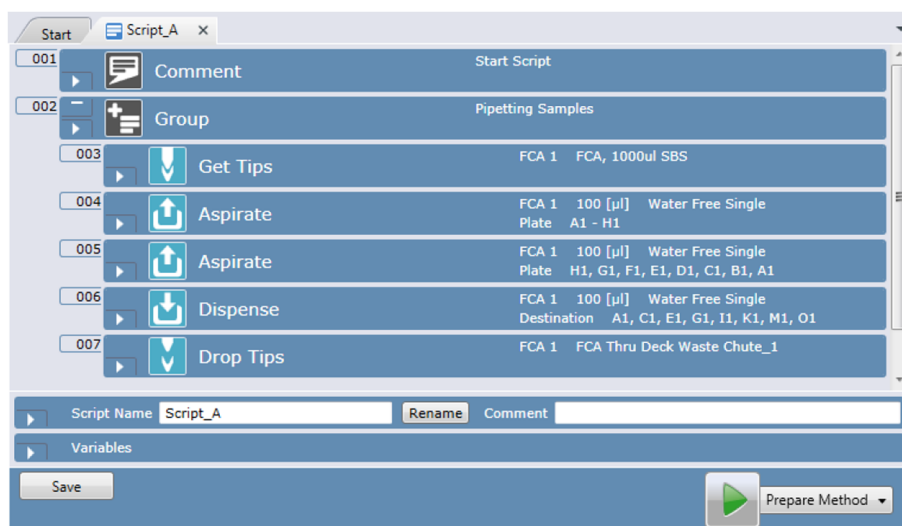 Start
Script_A
001 Comment Start Script
002 Group Pipetting Samples
003 Get Tips FCA 1 FCA, 1000ul SBS
004 Aspirate FCA 1 100 [µl] Water Free Single
Plate A1 - H1
005 Aspirate FCA 1 100 [µl] Water Free Single
Plate H1, G1, F1, E1, D1, C1, B1, A1
006 Dispense FCA 1 100 [µl] Water Free Single
Destination A1, C1, E1, G1, I1, K1, M1, O1
007 Drop Tips FCA 1 FCA Thru Deck Waste Chute_1
Script Name Script_A Rename Comment
Variables
Save
Prepare Method